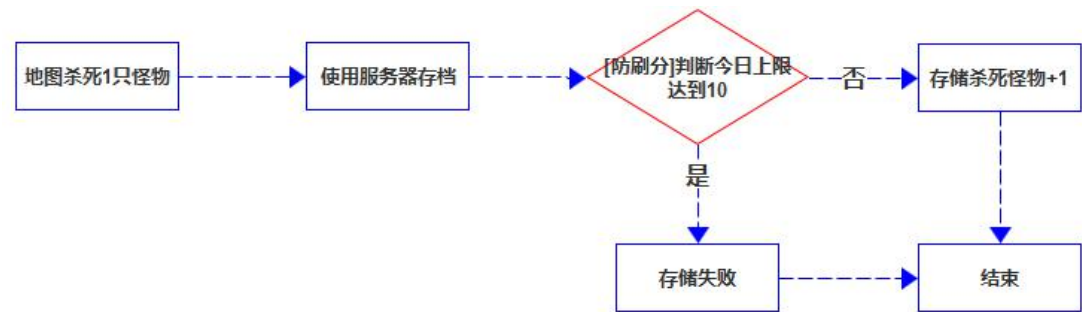 地图杀死1只怪物
使用服务器存档
[防刷分]判断今日上限
达到10
否
存储杀死怪物+1
是
存储失败
结束